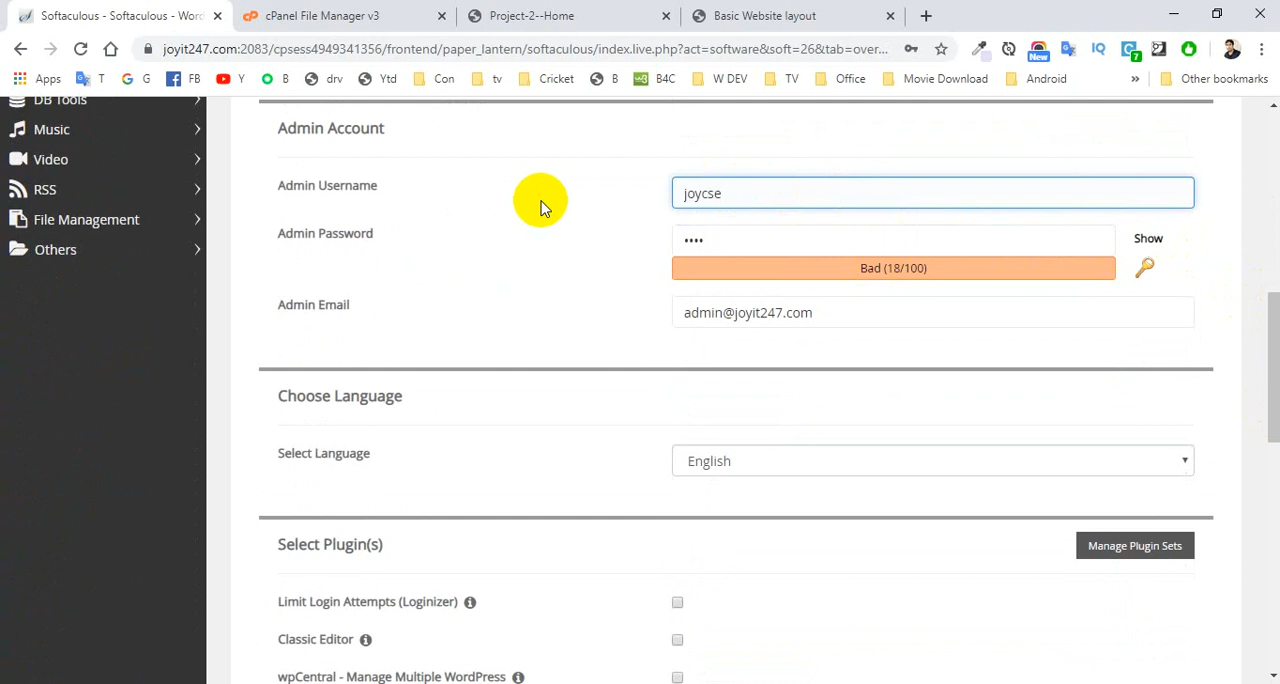 Softaculous - Softaculous - Word
cPanel File Manager v3
Project-2--Home
Basic Website layout
joyit247.com:2083/cpsess4949341356/frontend/paper_lantern/softaculous/index.live.php?act=software&soft=26&tab=over...
New
7
Apps
T
G
FB
Y
B
drv
Ytd
Con
tv
Cricket
B
B4C
V DEV
TV
Office
Movie Download
Android
»
Other bookmarks
DB Tools
Music
Video
RSS
File Management
Others
Admin Account
Admin Username
joycse
Admin Password
••••
Show
Bad (18/100)
Admin Email
admin@joyit247.com
Choose Language
Select Language
English
Select Plugin(s)
Manage Plugin Sets
Limit Login Attempts (Loginizer)
Classic Editor
wpCentral - Manage Multiple WordPress